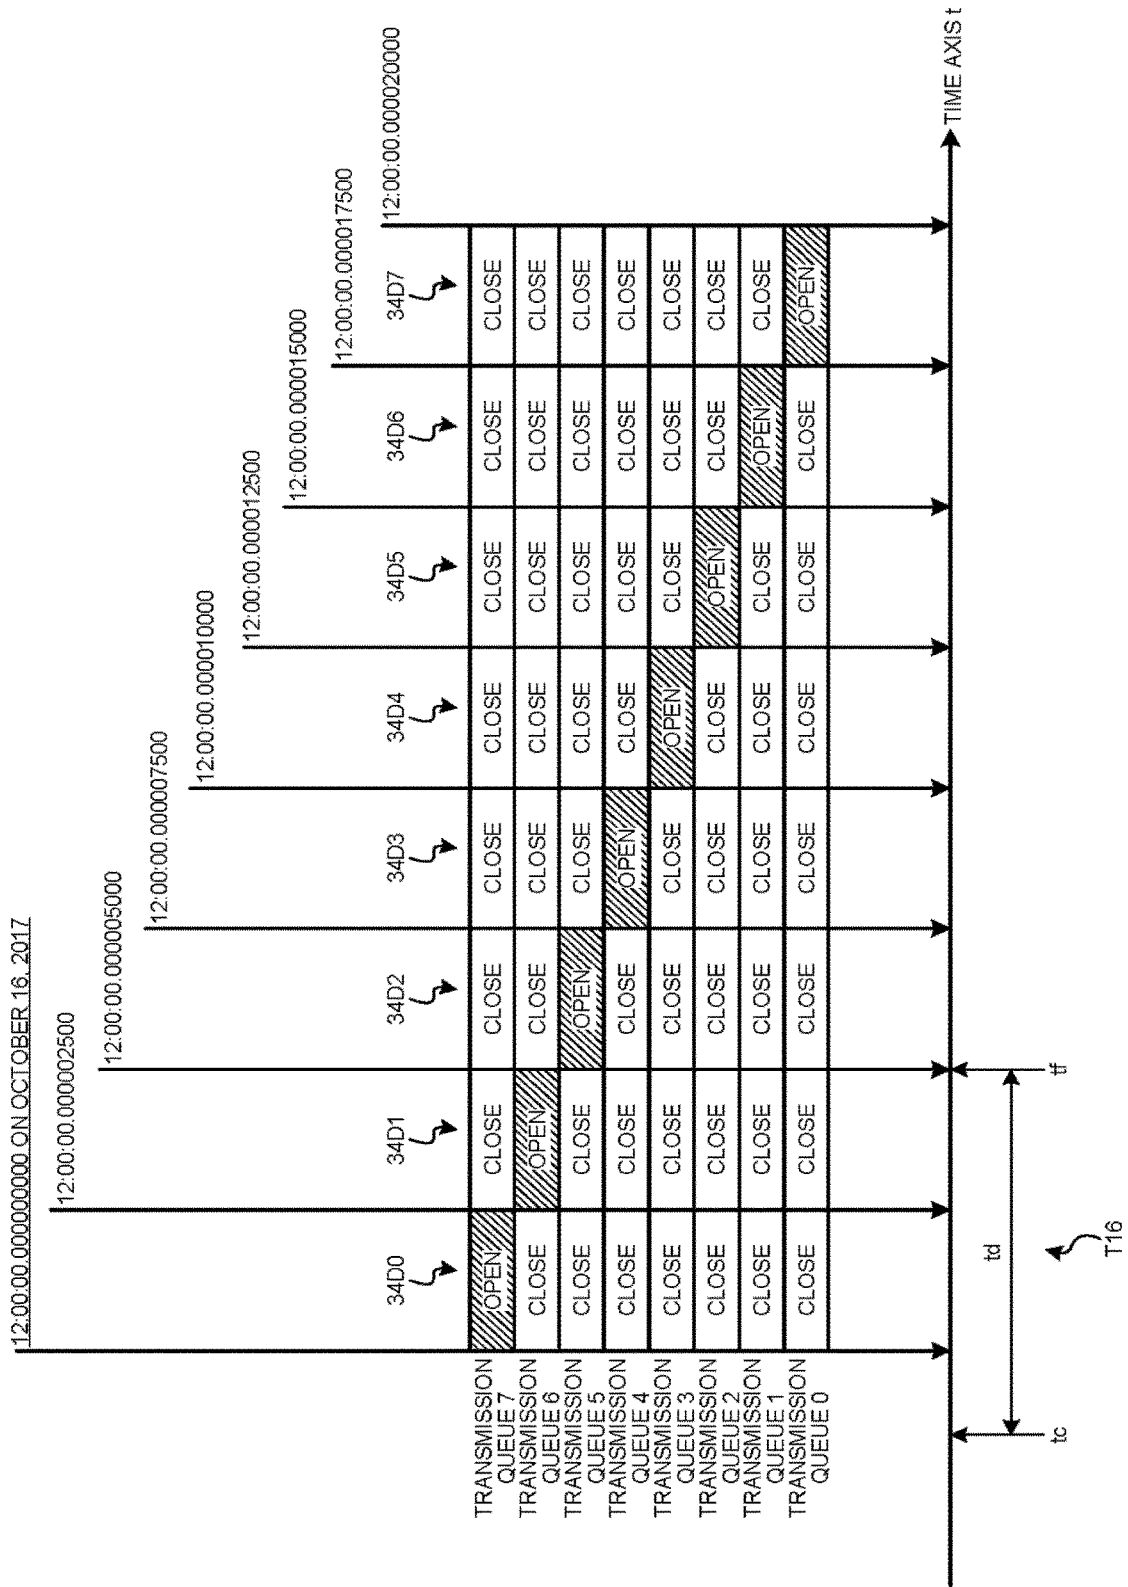 12:00:00.000000000 ON OCTOBER 16, 2017
12:00:00.000002500
12:00:00.000005000
12:00:00.000007500
12:00:00.000010000
12:00:00.000012500
12:00:00.000015000
12:00:00.000017500
12:00:00.000020000
34D0 34D1 34D2 34D3 34D4 34D5 34D6 34D7
TRANSMISSION
QUEUE 7
OPEN CLOSE CLOSE CLOSE CLOSE CLOSE CLOSE CLOSE
TRANSMISSION
QUEUE 6
CLOSE OPEN CLOSE CLOSE CLOSE CLOSE CLOSE CLOSE
TRANSMISSION
QUEUE 5
CLOSE CLOSE OPEN CLOSE CLOSE CLOSE CLOSE CLOSE
TRANSMISSION
QUEUE 4
CLOSE CLOSE CLOSE OPEN CLOSE CLOSE CLOSE CLOSE
TRANSMISSION
QUEUE 3
CLOSE CLOSE CLOSE CLOSE OPEN CLOSE CLOSE CLOSE
TRANSMISSION
QUEUE 2
CLOSE CLOSE CLOSE CLOSE CLOSE OPEN CLOSE CLOSE
TRANSMISSION
QUEUE 1
CLOSE CLOSE CLOSE CLOSE CLOSE CLOSE OPEN CLOSE
TRANSMISSION
QUEUE 0
CLOSE CLOSE CLOSE CLOSE CLOSE CLOSE CLOSE OPEN
TIME AXIS t
td
tc tf
T16